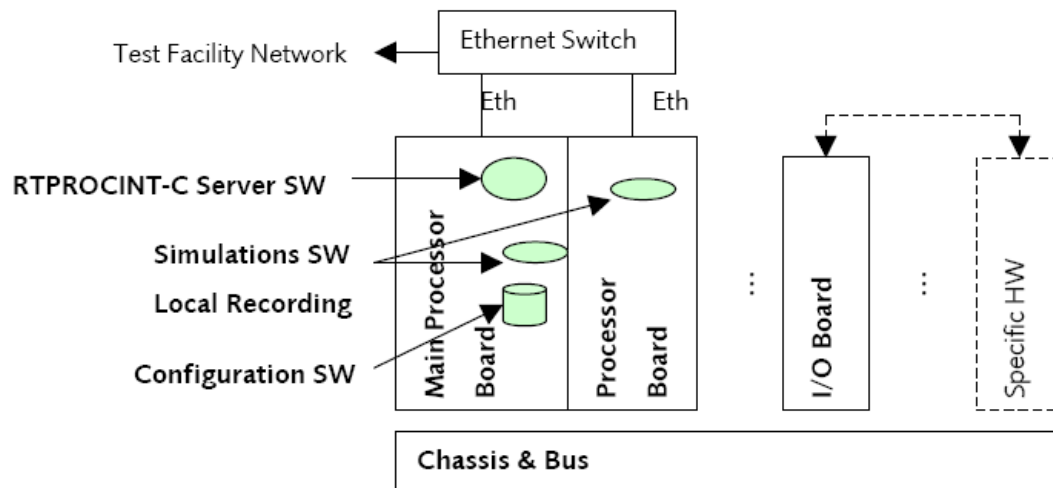 Ethernet Switch
Test Facility Network
Eth
Eth
RTPROCINT-C Server SW
Simulations SW
Local Recording
Configuration SW
Main Processor
Board
Processor
Board
...
I/O Board
...
Specific HW
Chassis & Bus